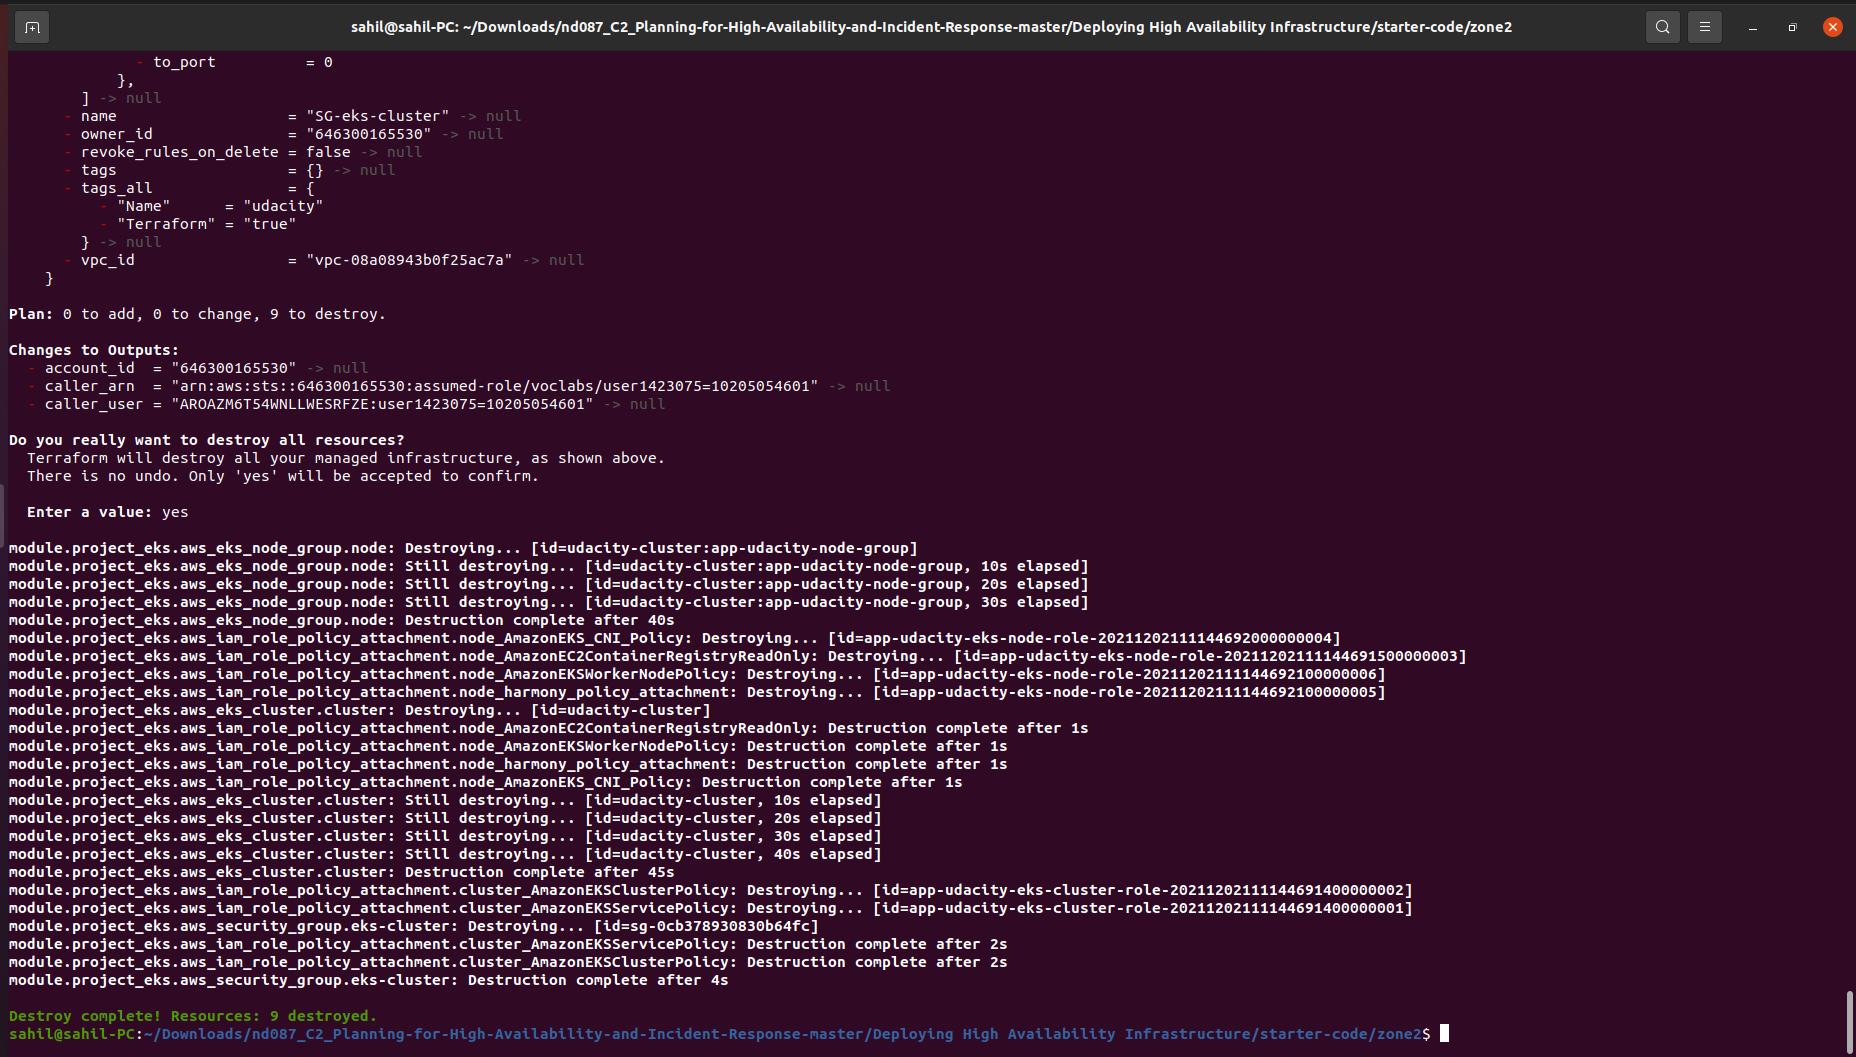 sahil@sahil-PC: ~/Downloads/nd087_C2_Planning-for-High-Availability-and-Incident-Response-master/Deploying High Availability Infrastructure/starter-code/zone2
- to_port = 0
},
] -> null
- name = "SG-eks-cluster" -> null
- owner_id = "646300165530" -> null
- revoke_rules_on_delete = false -> null
- tags = {} -> null
- tags_all = {
- "Name" = "udacity"
- "Terraform" = "true"
} -> null
- vpc_id = "vpc-08a08943b0f25ac7a" -> null
}
Plan: 0 to add, 0 to change, 9 to destroy.
Changes to Outputs:
- account_id = "646300165530" -> null
- caller_arn = "arn:aws:sts::646300165530:assumed-role/voclabs/user1423075=10205054601" -> null
- caller_user = "AROAZM6T54WNLLWESRFZE:user1423075=10205054601" -> null
Do you really want to destroy all resources?
Terraform will destroy all your managed infrastructure, as shown above.
There is no undo. Only 'yes' will be accepted to confirm.
Enter a value: yes
module.project_eks.aws_eks_node_group.node: Destroying... [id=udacity-cluster:app-udacity-node-group]
module.project_eks.aws_eks_node_group.node: Still destroying... [id=udacity-cluster:app-udacity-node-group, 10s elapsed]
module.project_eks.aws_eks_node_group.node: Still destroying... [id=udacity-cluster:app-udacity-node-group, 20s elapsed]
module.project_eks.aws_eks_node_group.node: Still destroying... [id=udacity-cluster:app-udacity-node-group, 30s elapsed]
module.project_eks.aws_eks_node_group.node: Destruction complete after 40s
module.project_eks.aws_iam_role_policy_attachment.node_AmazonEKS_CNI_Policy: Destroying... [id=app-udacity-eks-node-role-20211202111144692000000004]
module.project_eks.aws_iam_role_policy_attachment.node_AmazonEC2ContainerRegistryReadOnly: Destroying... [id=app-udacity-eks-node-role-20211202111144691500000003]
module.project_eks.aws_iam_role_policy_attachment.node_AmazonEKSWorkerNodePolicy: Destroying... [id=app-udacity-eks-node-role-20211202111144692100000006]
module.project_eks.aws_iam_role_policy_attachment.node_harmony_policy_attachment: Destroying... [id=app-udacity-eks-node-role-20211202111144692100000005]
module.project_eks.aws_eks_cluster.cluster: Destroying... [id=udacity-cluster]
module.project_eks.aws_iam_role_policy_attachment.node_AmazonEC2ContainerRegistryReadOnly: Destruction complete after 1s
module.project_eks.aws_iam_role_policy_attachment.node_AmazonEKSWorkerNodePolicy: Destruction complete after 1s
module.project_eks.aws_iam_role_policy_attachment.node_harmony_policy_attachment: Destruction complete after 1s
module.project_eks.aws_iam_role_policy_attachment.node_AmazonEKS_CNI_Policy: Destruction complete after 1s
module.project_eks.aws_eks_cluster.cluster: Still destroying... [id=udacity-cluster, 10s elapsed]
module.project_eks.aws_eks_cluster.cluster: Still destroying... [id=udacity-cluster, 20s elapsed]
module.project_eks.aws_eks_cluster.cluster: Still destroying... [id=udacity-cluster, 30s elapsed]
module.project_eks.aws_eks_cluster.cluster: Still destroying... [id=udacity-cluster, 40s elapsed]
module.project_eks.aws_eks_cluster.cluster: Destruction complete after 45s
module.project_eks.aws_iam_role_policy_attachment.cluster_AmazonEKSClusterPolicy: Destroying... [id=app-udacity-eks-cluster-role-20211202111144691400000002]
module.project_eks.aws_iam_role_policy_attachment.cluster_AmazonEKSServicePolicy: Destroying... [id=app-udacity-eks-cluster-role-20211202111144691400000001]
module.project_eks.aws_security_group.eks-cluster: Destroying... [id=sg-0cb378930830b64fc]
module.project_eks.aws_iam_role_policy_attachment.cluster_AmazonEKSServicePolicy: Destruction complete after 2s
module.project_eks.aws_iam_role_policy_attachment.cluster_AmazonEKSClusterPolicy: Destruction complete after 2s
module.project_eks.aws_security_group.eks-cluster: Destruction complete after 4s
Destroy complete! Resources: 9 destroyed.
sahil@sahil-PC:~/Downloads/nd087_C2_Planning-for-High-Availability-and-Incident-Response-master/Deploying High Availability Infrastructure/starter-code/zone2$